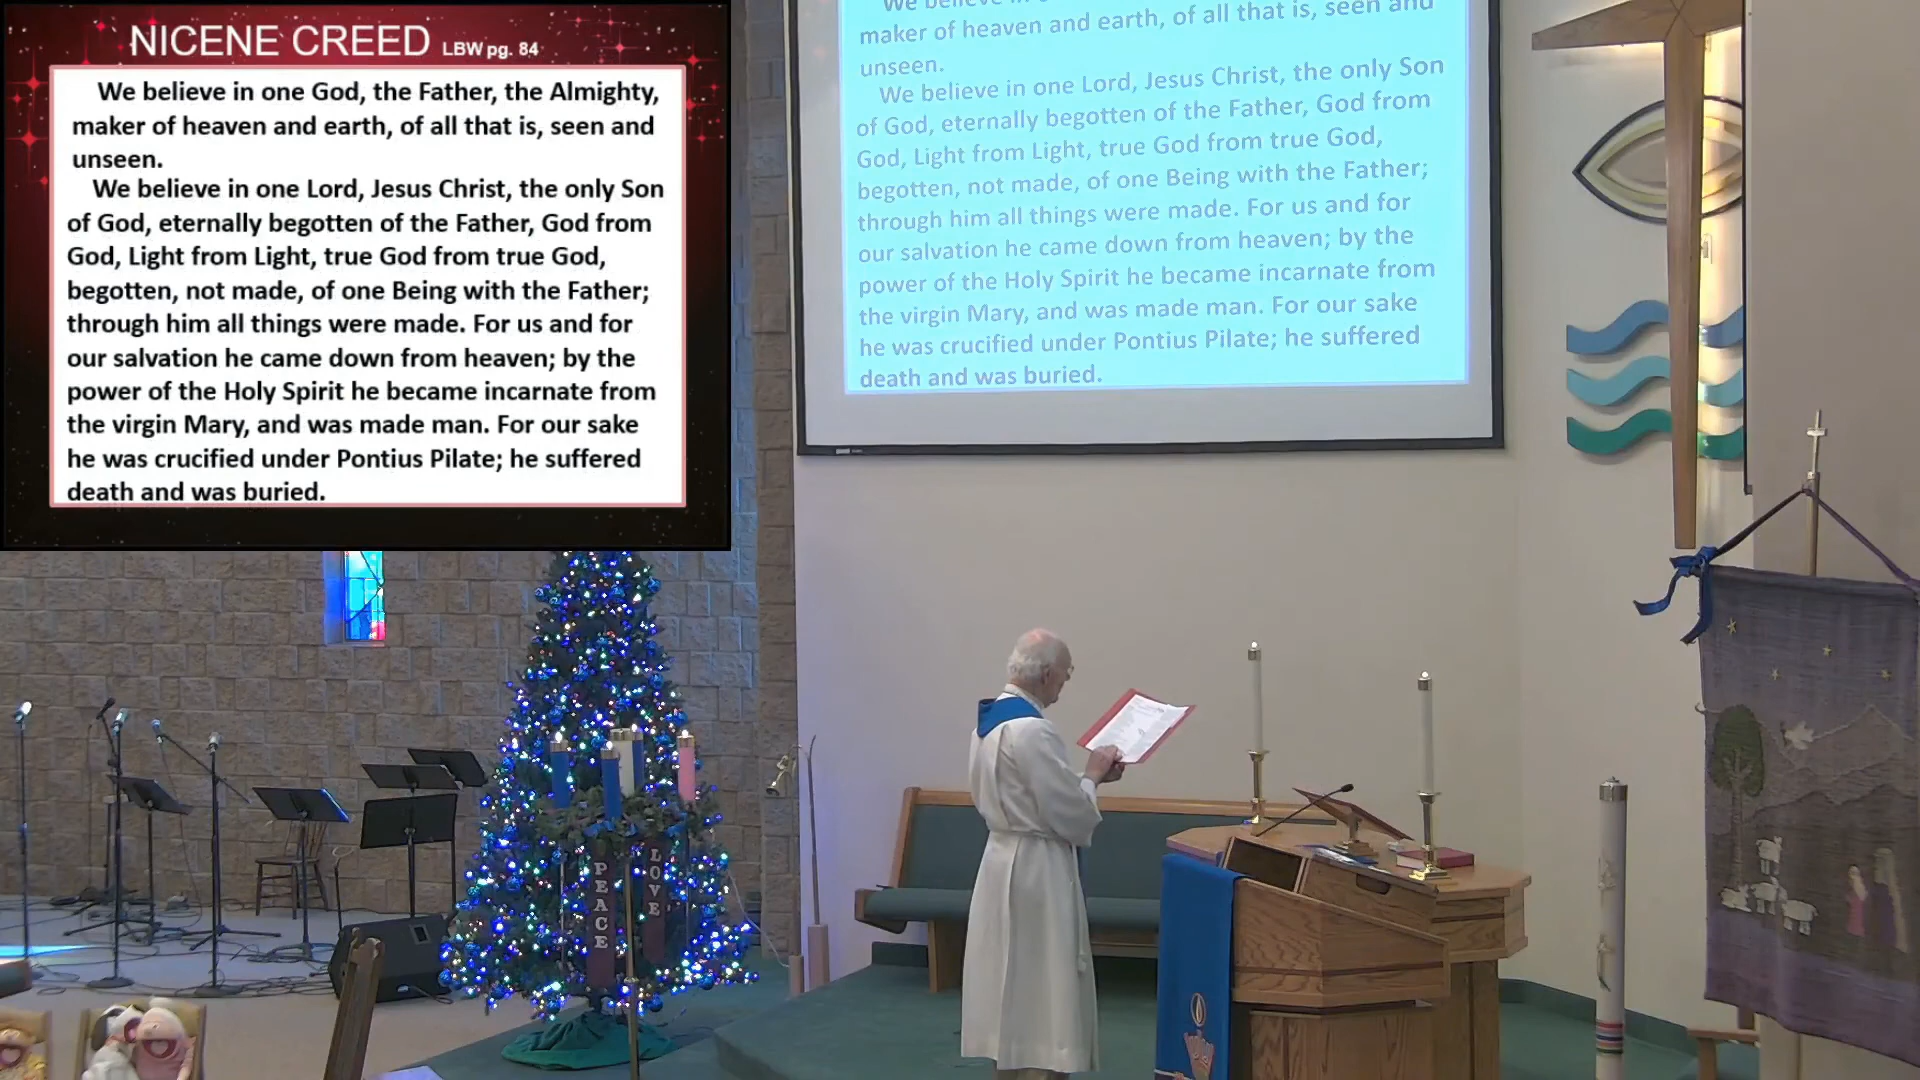 NICENE CREED LBW pg. 84
We believe in one God, the Father, the Almighty,
maker of heaven and earth, of all that is, seen and
unseen.
We believe in one Lord, Jesus Christ, the only Son
of God, eternally begotten of the Father, God from
God, Light from Light, true God from true God,
begotten, not made, of one Being with the Father;
through him all things were made. For us and for
our salvation he came down from heaven; by the
power of the Holy Spirit he became incarnate from
the virgin Mary, and was made man. For our sake
he was crucified under Pontius Pilate; he suffered
death and was buried.
We believe in
maker of heaven and earth, of all that is, seen and
unseen.
We believe in one Lord, Jesus Christ, the only Son
of God, eternally begotten of the Father, God from
God, Light from Light, true God from true God,
begotten, not made, of one Being with the Father;
through him all things were made. For us and for
our salvation he came down from heaven; by the
power of the Holy Spirit he became incarnate from
the virgin Mary, and was made man. For our sake
he was crucified under Pontius Pilate; he suffered
death and was buried.
PEACE
LOVE